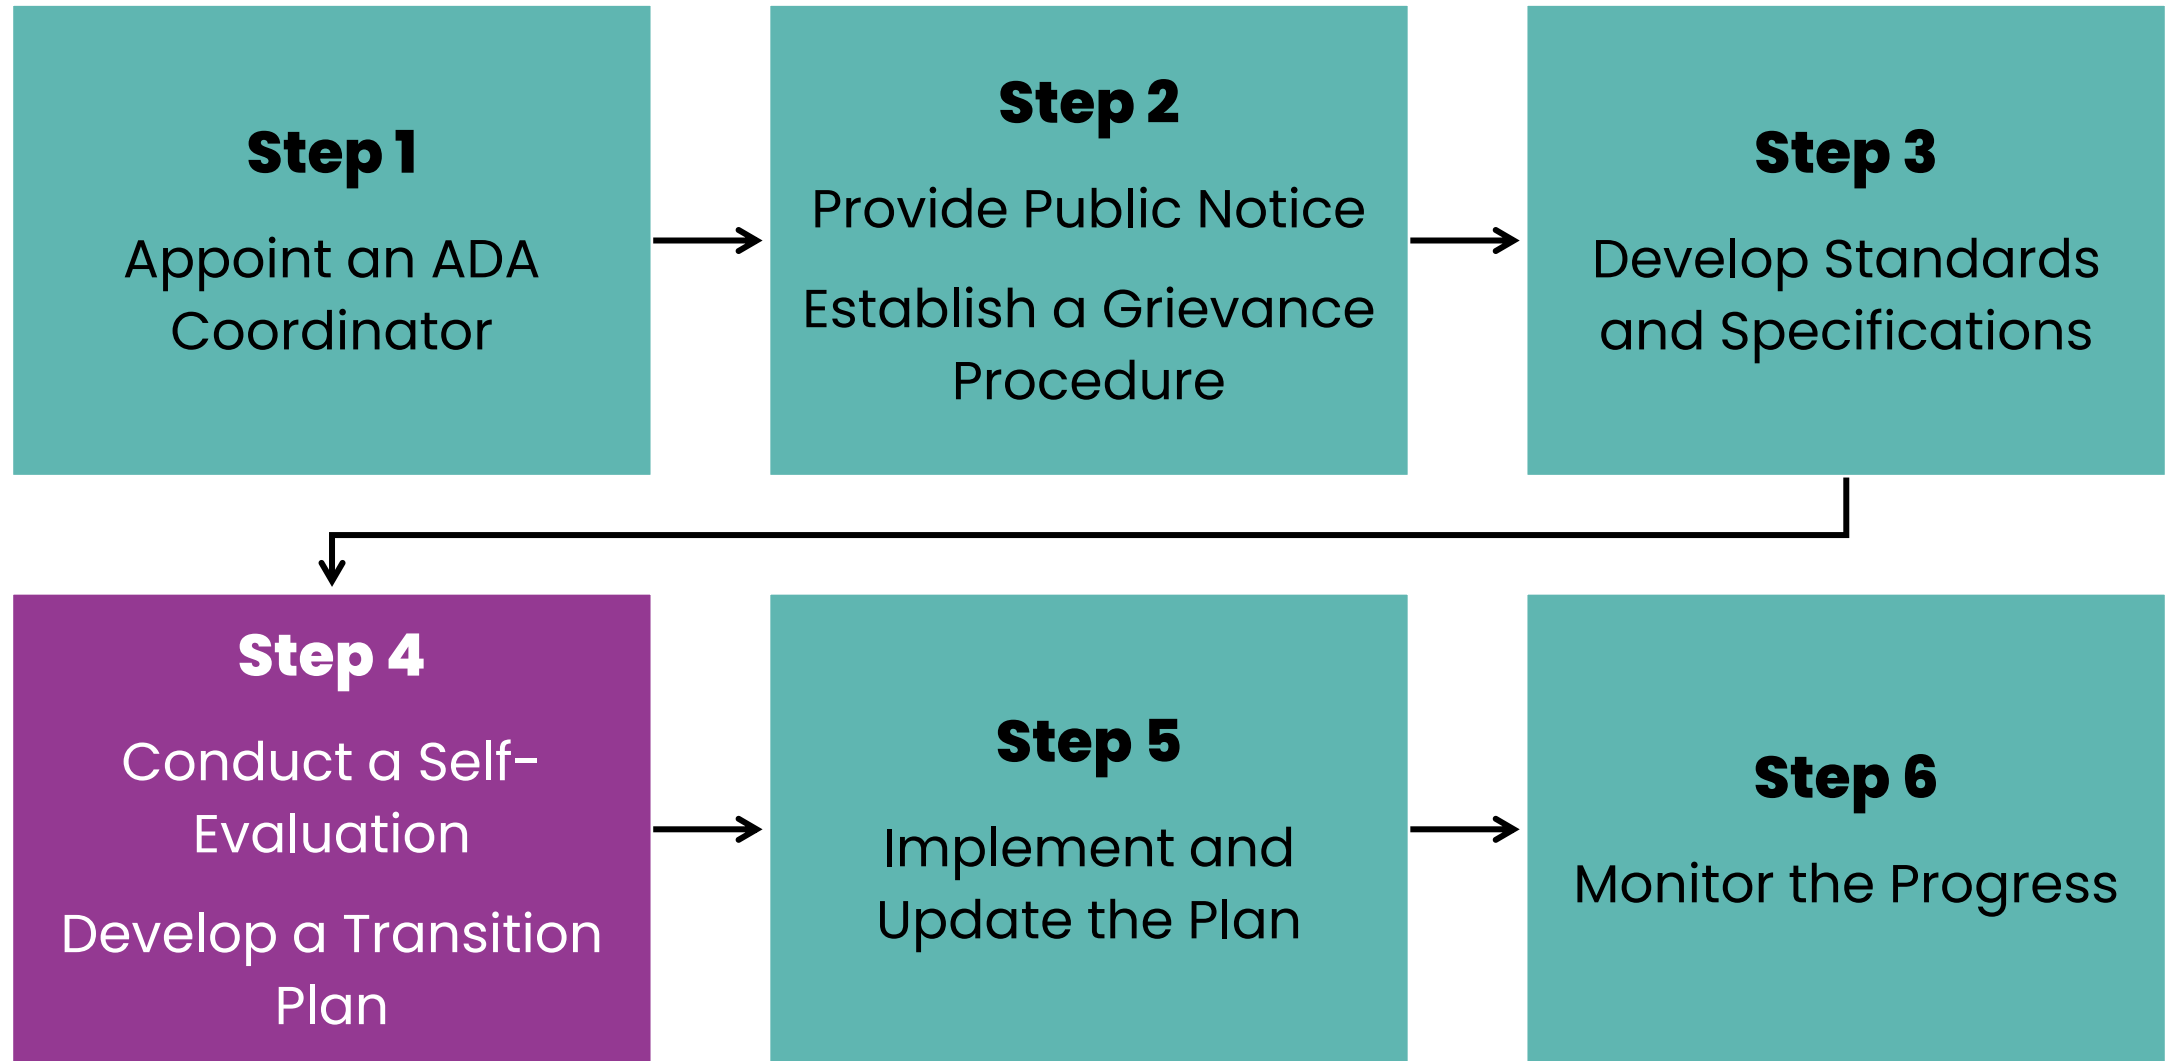 Step 1
Appoint an ADA
Coordinator
Step 2
Provide Public Notice
Establish a Grievance
Procedure
Step 3
Develop Standards
and Specifications
Step 4
Conduct a Self-
Evaluation
Develop a Transition
Plan
Step 5
Implement and
Update the Plan
Step 6
Monitor the Progress